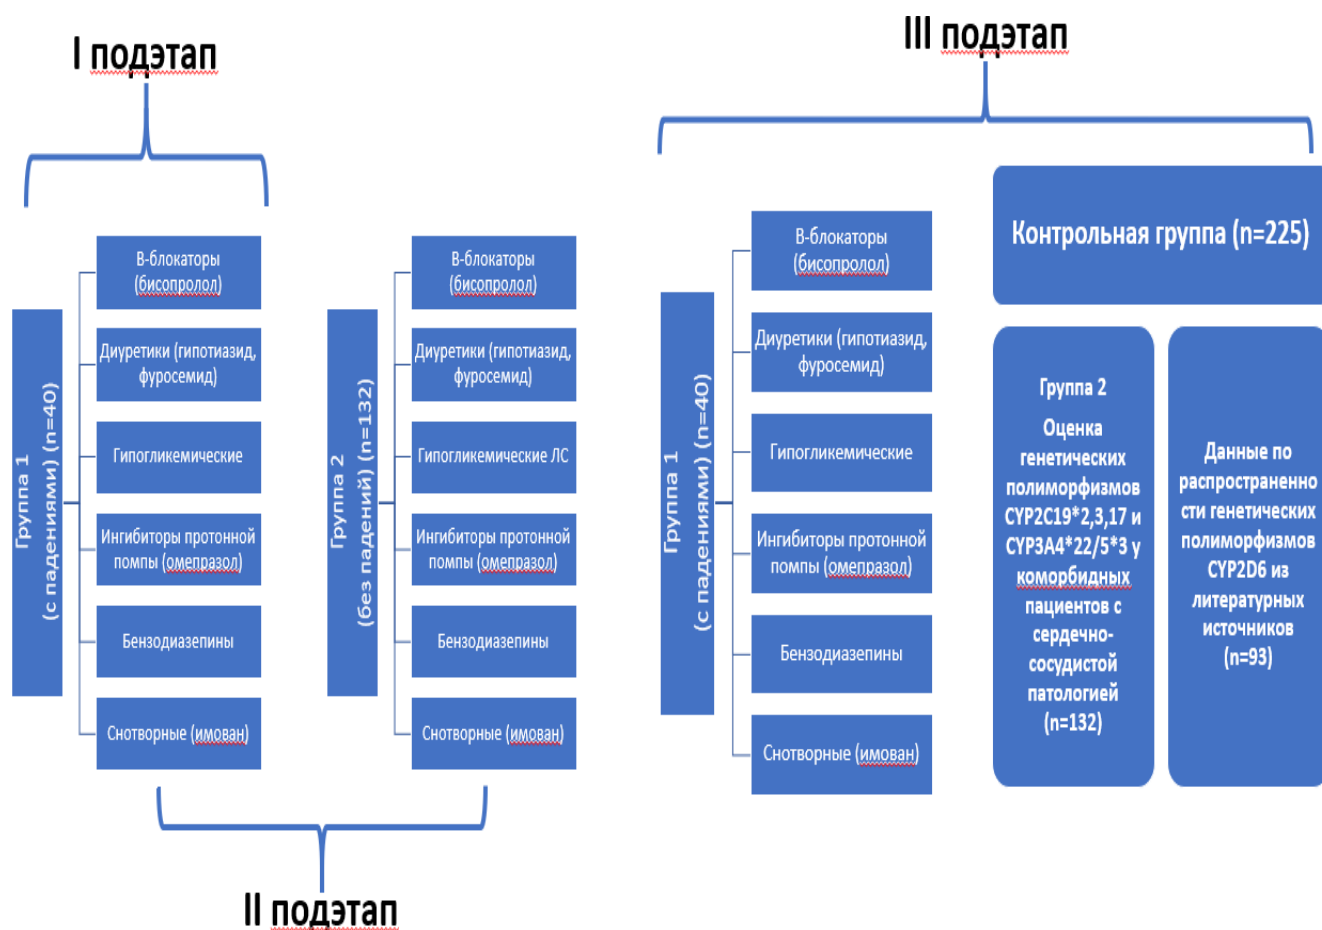 I подэтап
Группа 1
(с падениями) (n=40)
В-блокаторы
(бисопролол)
Диуретики (гипотиазид,
фуросемид)
Гипогликемические
Ингибиторы протонной
помпы (омепразол)
Бензодиазепины
Снотворные (имован)
Группа 2
(без падений) (n=132)
В-блокаторы
(бисопролол)
Диуретики (гипотиазид,
фуросемид)
Гипогликемические ЛС
Ингибиторы протонной
помпы (омепразол)
Бензодиазепины
Снотворные (имован)
II подэтап
III подэтап
Группа 1
(с падениями) (n=40)
В-блокаторы
(бисопролол)
Диуретики (гипотиазид,
фуросемид)
Гипогликемические
Ингибиторы протонной
помпы (омепразол)
Бензодиазепины
Снотворные (имован)
Контрольная группа (n=225)
Группа 2
Оценка
генетических
полиморфизмов
CYP2C19*2,3,17 и
CYP3A4*22/5*3 у
коморбидных
пациентов с
сердечно-
сосудистой
патологией
(n=132)
Данные по
распространенно
сти генетических
полиморфизмов
CYP2D6 из
литературных
источников
(n=93)